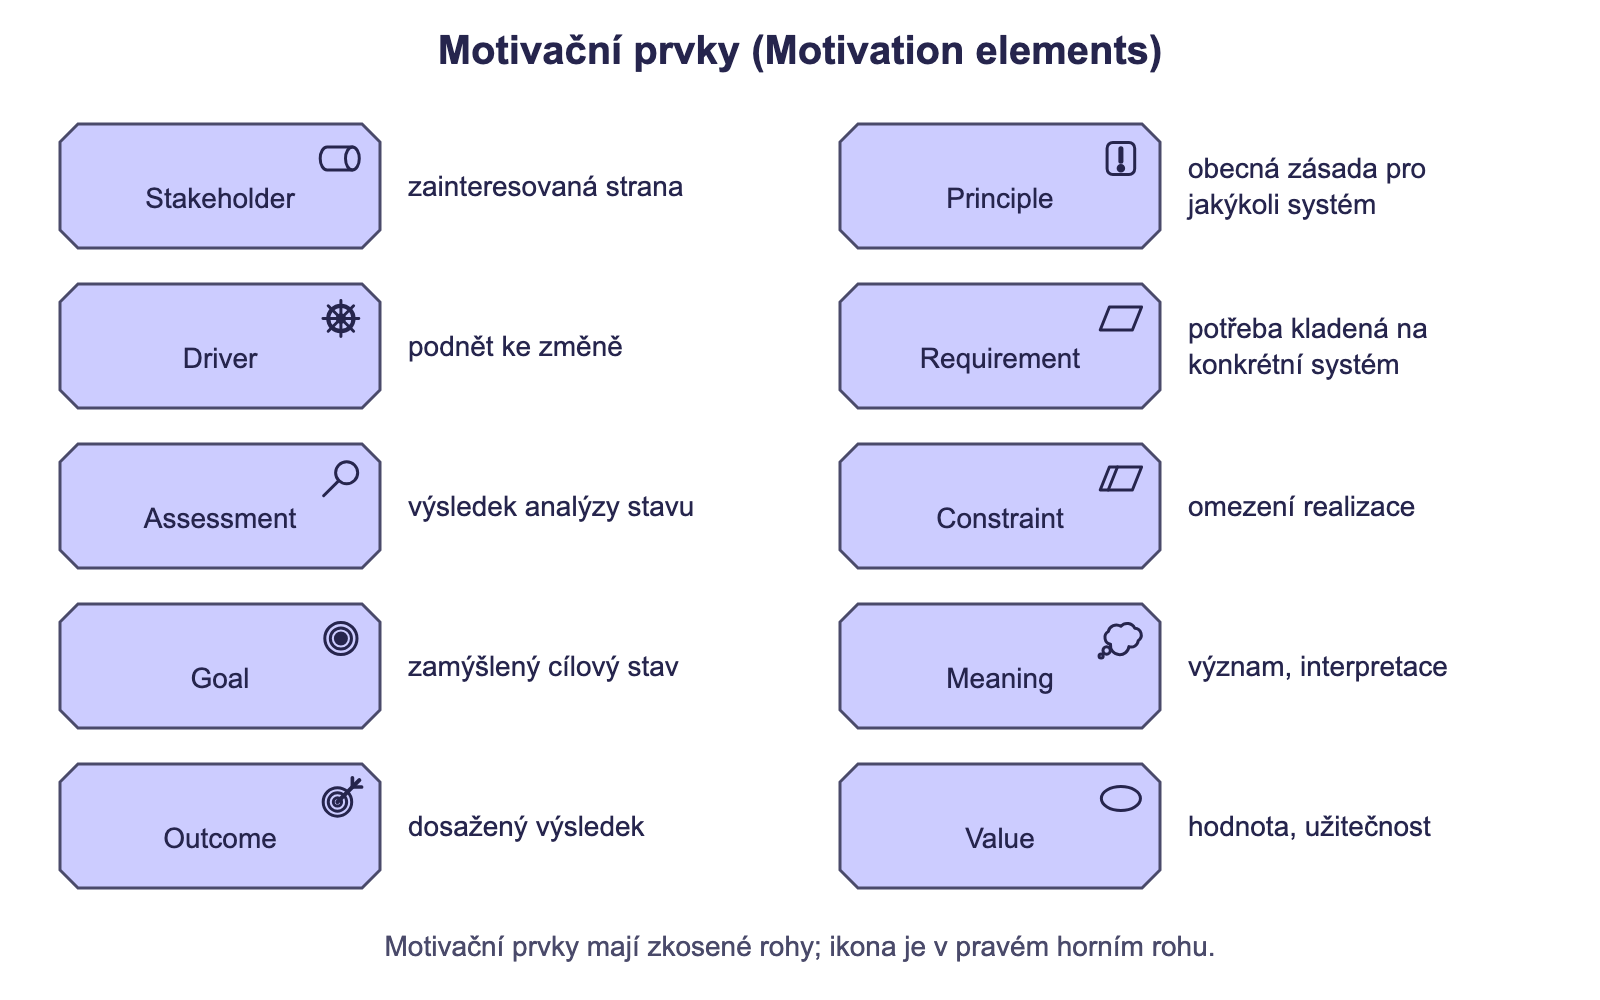 Motivační prvky (Motivation elements)
Stakeholder
zainteresovaná strana
Driver
podnět ke změně
Assessment
výsledek analýzy stavu
Goal
zamýšlený cílový stav
Outcome
dosažený výsledek
Principle
obecná zásada pro
jakýkoli systém
Requirement
potřeba kladená na
konkrétní systém
Constraint
omezení realizace
Meaning
význam, interpretace
Value
hodnota, užitečnost
Motivační prvky mají zkosené rohy; ikona je v pravém horním rohu.